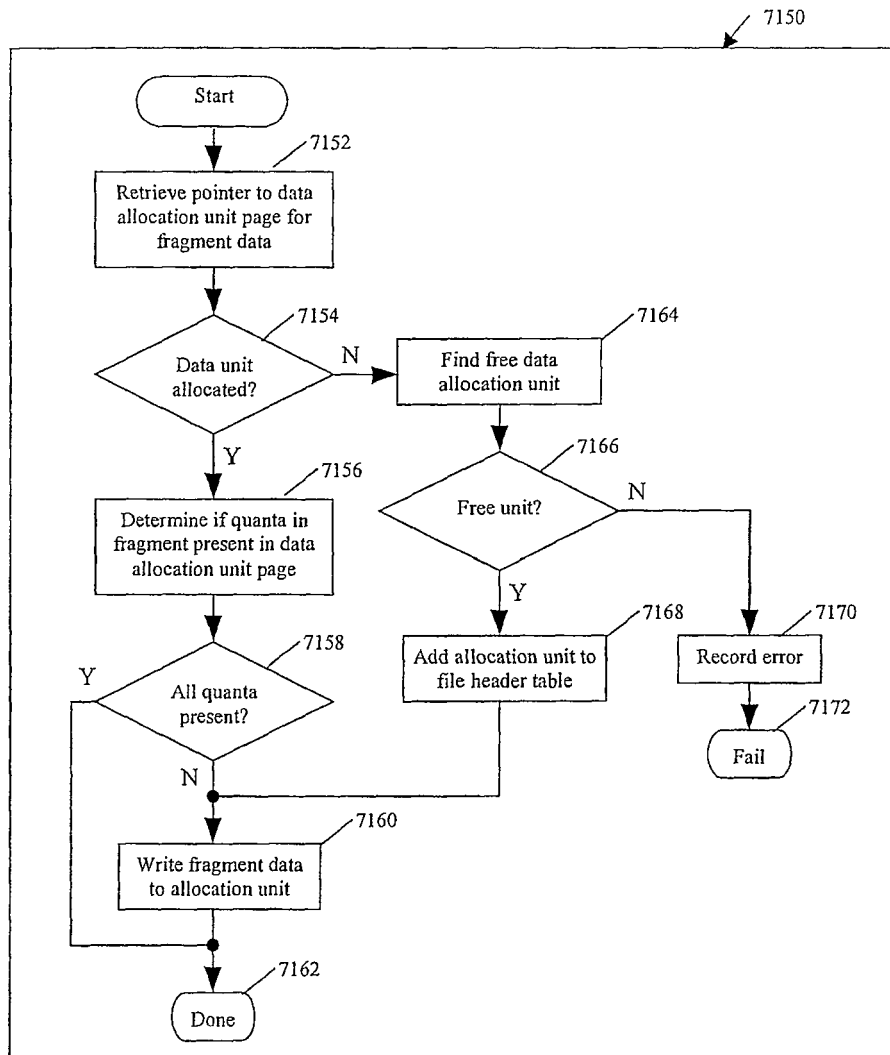 7150
Start
7152
Retrieve pointer to data
allocation unit page for
fragment data
7154
Data unit
allocated?
N
Y
7164
Find free data
allocation unit
7156
Determine if quanta in
fragment present in data
allocation unit page
7166
Free unit?
N
Y
7158
All quanta
present?
Y
N
7168
Add allocation unit to
file header table
7170
Record error
7172
Fail
7160
Write fragment data
to allocation unit
7162
Done